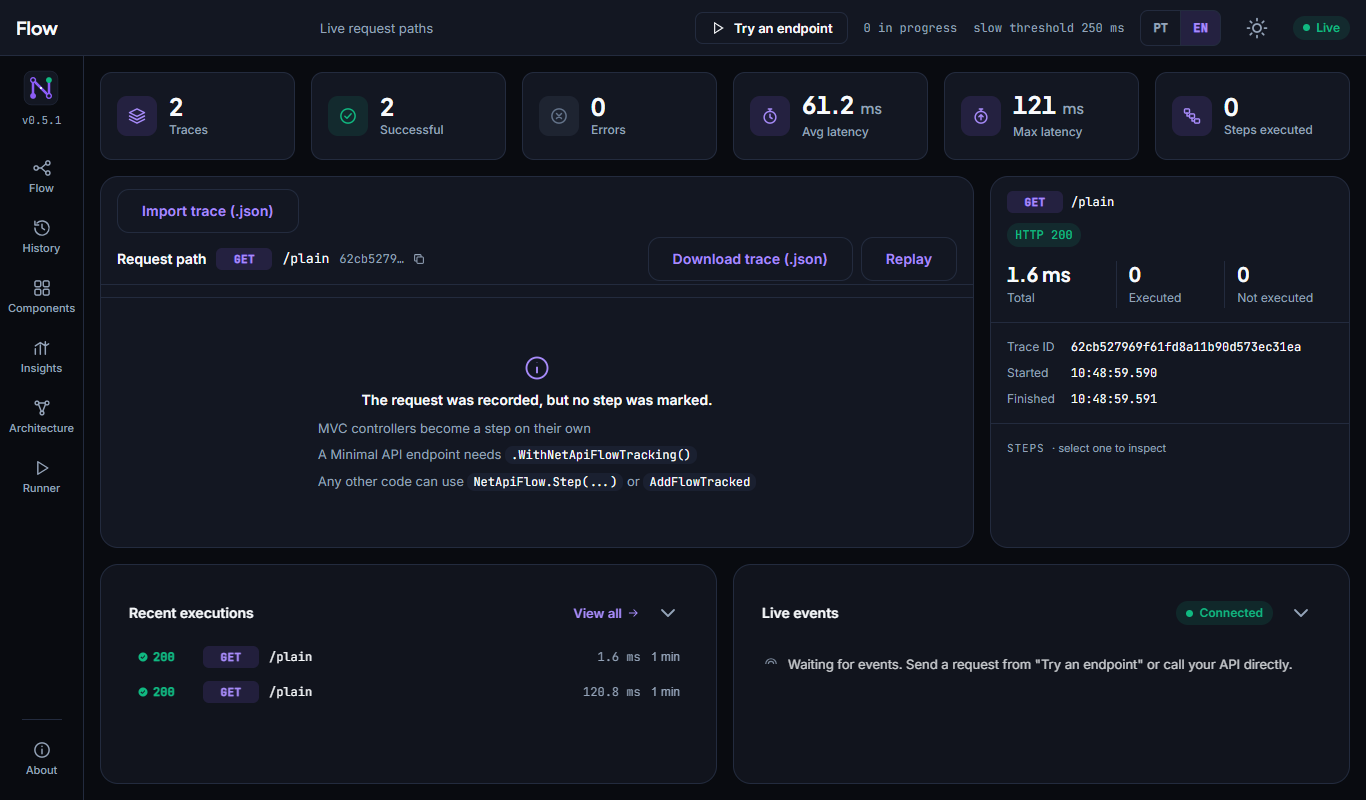 Flow
Live request paths
Try an endpoint
0 in progress
slow threshold 250 ms
PT
EN
Live
v0.5.1
Flow
History
Components
Insights
Architecture
Runner
About
2
Traces
2
Successful
0
Errors
61.2 ms
Avg latency
121 ms
Max latency
0
Steps executed
Import trace (.json)
Request path GET /plain 62cb5279…
Download trace (.json)
Replay
The request was recorded, but no step was marked.
MVC controllers become a step on their own
A Minimal API endpoint needs .WithNetApiFlowTracking()
Any other code can use NetApiFlow.Step(...) or AddFlowTracked
GET /plain
HTTP 200
1.6 ms
Total
0
Executed
0
Not executed
Trace ID 62cb527969f61fd8a11b90d573ec31ea
Started 10:48:59.590
Finished 10:48:59.591
STEPS · select one to inspect
Recent executions
View all →
200 GET /plain 1.6 ms 1 min
200 GET /plain 120.8 ms 1 min
Live events
Connected
Waiting for events. Send a request from "Try an endpoint" or call your API directly.